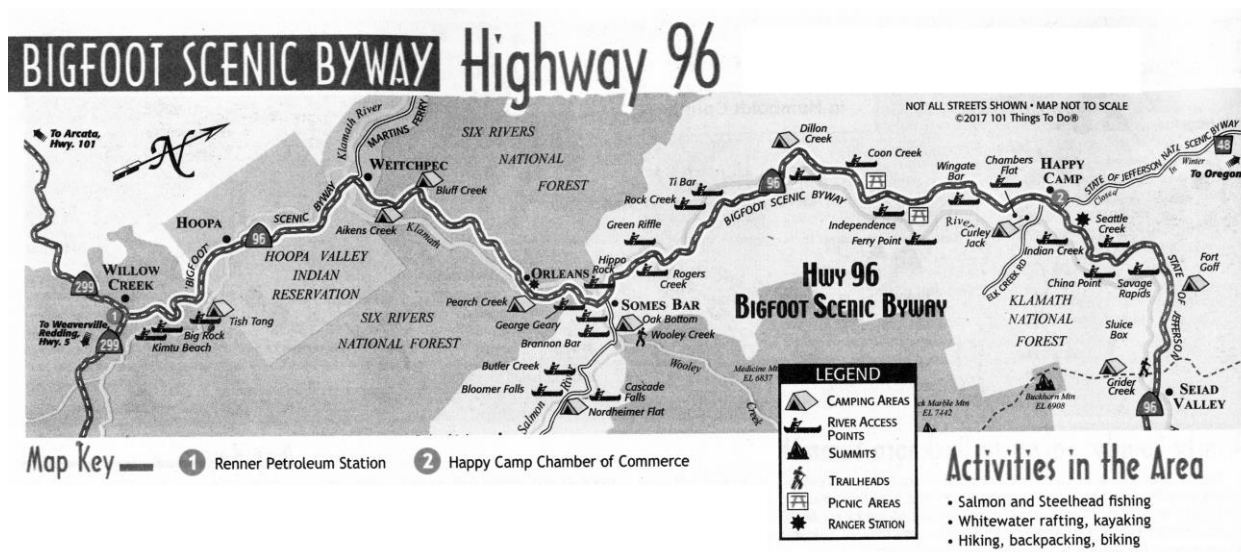 BIGFOOT SCENIC BYWAY Highway 96
NOT ALL STREETS SHOWN • MAP NOT TO SCALE
©2017 101 Things To Do®
To Arcata,
Hwy. 101
N
Klamath River
MARTINS FERRY
SIX RIVERS
NATIONAL
FOREST
WEITCHPEC
Bluff Creek
Aikens Creek
Klamath
HOOPA
BIGFOOT
SCENIC
BYWAY
96
HOOPA VALLEY
INDIAN
RESERVATION
WILLOW
CREEK
299
1
299
To Weaverville,
Redding,
Hwy. 5
Kimtu Beach
Big Rock
Tish Tang
SIX RIVERS
NATIONAL FOREST
ORLEANS
Pearch Creek
George Geary
Brannon Bar
SOMES BAR
Oak Bottom
Wooley Creek
Wooley
Creek
Butler Creek
Bloomer Falls
Salmon
River
Cascade
Falls
Nordheimer Flat
Hippo
Rock
Rogers
Creek
Green Riffle
Rock Creek
Ti Bar
96
BIGFOOT SCENIC BYWAY
Dillon
Creek
Coon Creek
Independence
Ferry Point
River
Wingate
Bar
Chambers
Flat
Curley
Jack
HAPPY
CAMP
2
STATE OF JEFFERSON NATL SCENIC BYWAY
Closed
In
Winter
48
To Oregon
ELK CREEK RD
Indian Creek
Seattle
Creek
China Point
Savage
Rapids
KLAMATH
NATIONAL
FOREST
Fort
Goff
STATE OF JEFFERSON
Sluice
Box
Grider
Creek
SEIAD
VALLEY
96
Buckhorn Mtn
EL 6908
Medicine Mtn
EL 6837
Marble Mtn
EL 7442
HWY 96
BIGFOOT SCENIC BYWAY
LEGEND
CAMPING AREAS
RIVER ACCESS
POINTS
SUMMITS
TRAILHEADS
PICNIC AREAS
RANGER STATION
Map Key
1 Renner Petroleum Station
2 Happy Camp Chamber of Commerce
Activities in the Area
• Salmon and Steelhead fishing
• Whitewater rafting, kayaking
• Hiking, backpacking, biking